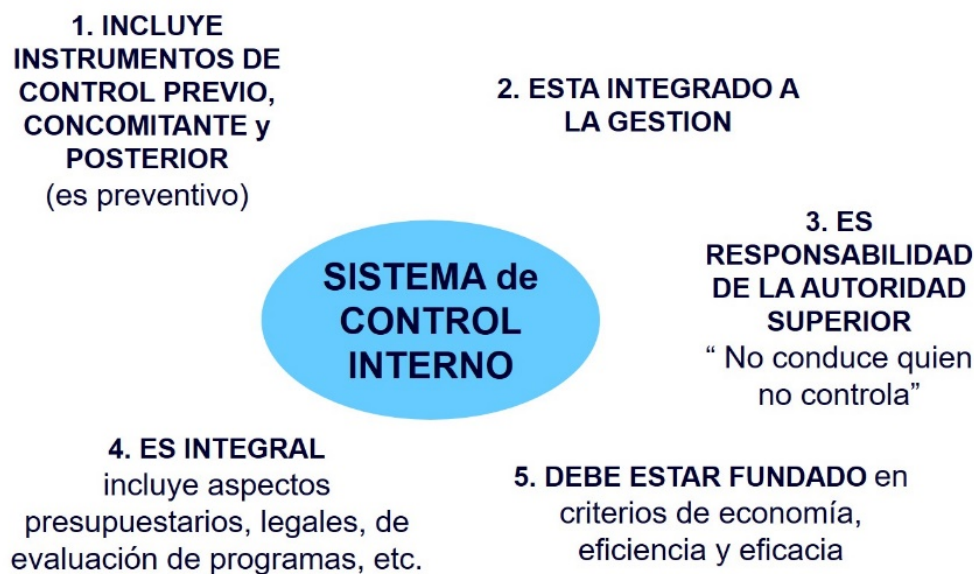 1. INCLUYE
INSTRUMENTOS DE
CONTROL PREVIO,
CONCOMITANTE y
POSTERIOR
(es preventivo)
2. ESTA INTEGRADO A
LA GESTION
3. ES
RESPONSABILIDAD
DE LA AUTORIDAD
SUPERIOR
“ No conduce quien
no controla”
SISTEMA de
CONTROL
INTERNO
4. ES INTEGRAL
incluye aspectos
presupuestarios, legales, de
evaluación de programas, etc.
5. DEBE ESTAR FUNDADO en
criterios de economía,
eficiencia y eficacia